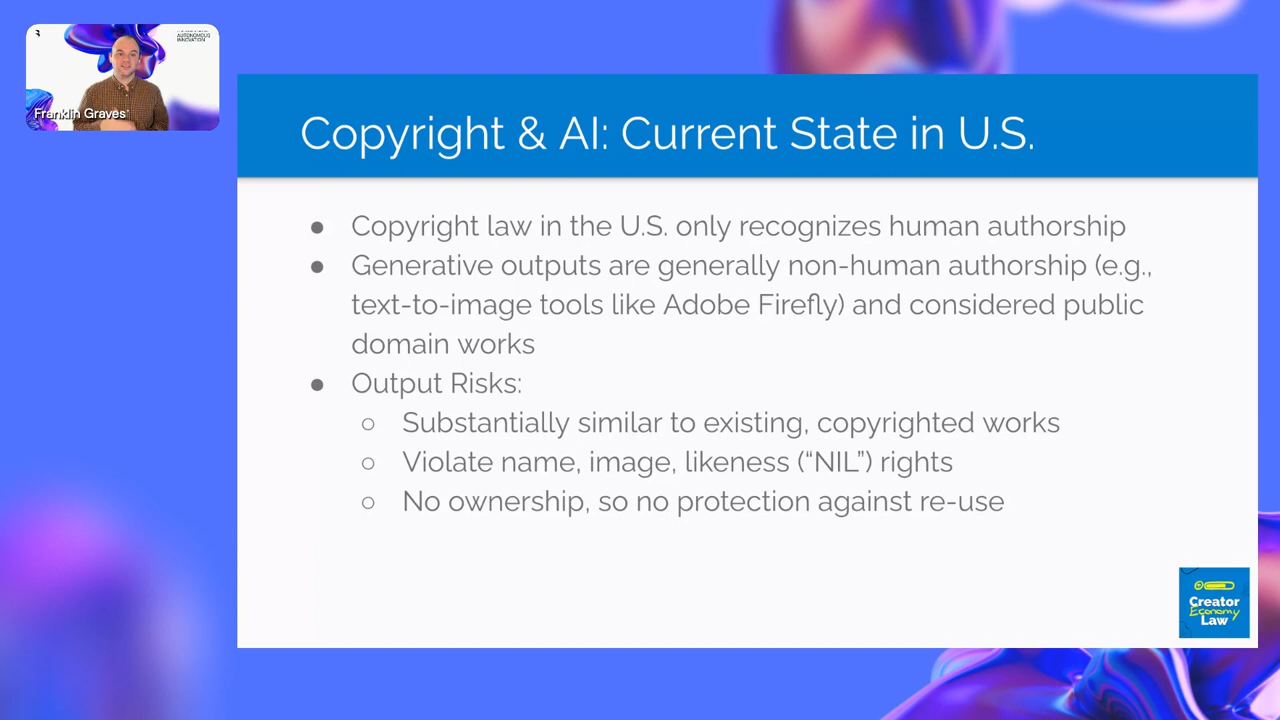 AUTONOMOUS
INNOVATION
Franklin Graves
Copyright & AI: Current State in U.S.
● Copyright law in the U.S. only recognizes human authorship
● Generative outputs are generally non-human authorship (e.g.,
text-to-image tools like Adobe Firefly) and considered public
domain works
● Output Risks:
○ Substantially similar to existing, copyrighted works
○ Violate name, image, likeness (“NIL”) rights
○ No ownership, so no protection against re-use
Creator
Economy
Law